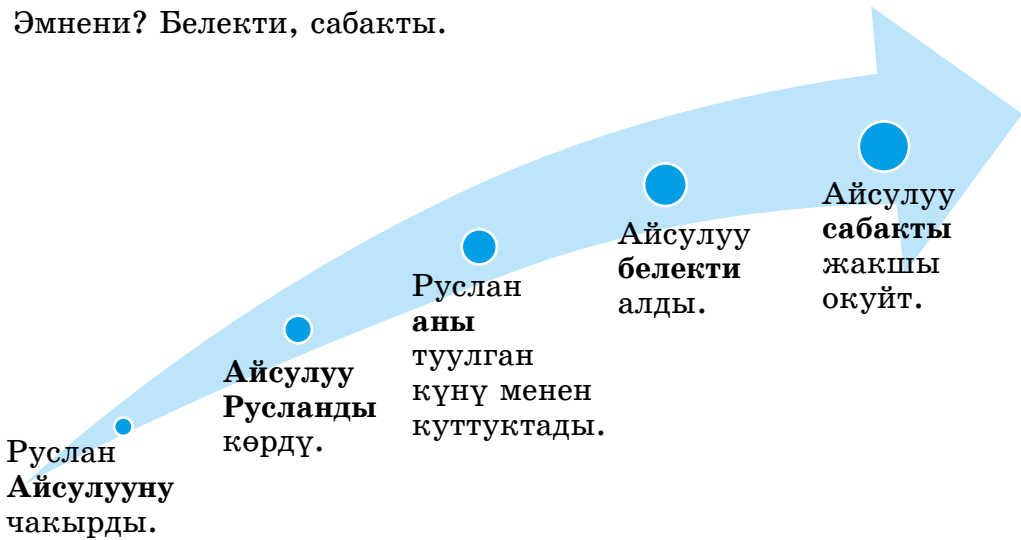 Эмнени? Белекти, сабакты.
Руслан
Айсулууну
чакырды.
Айсулуу
Русланды
көрдү.
Руслан
аны
туулган
күнү менен
куттуктады.
Айсулуу
белекти
алды.
Айсулуу
сабакты
жакшы
окуйт.